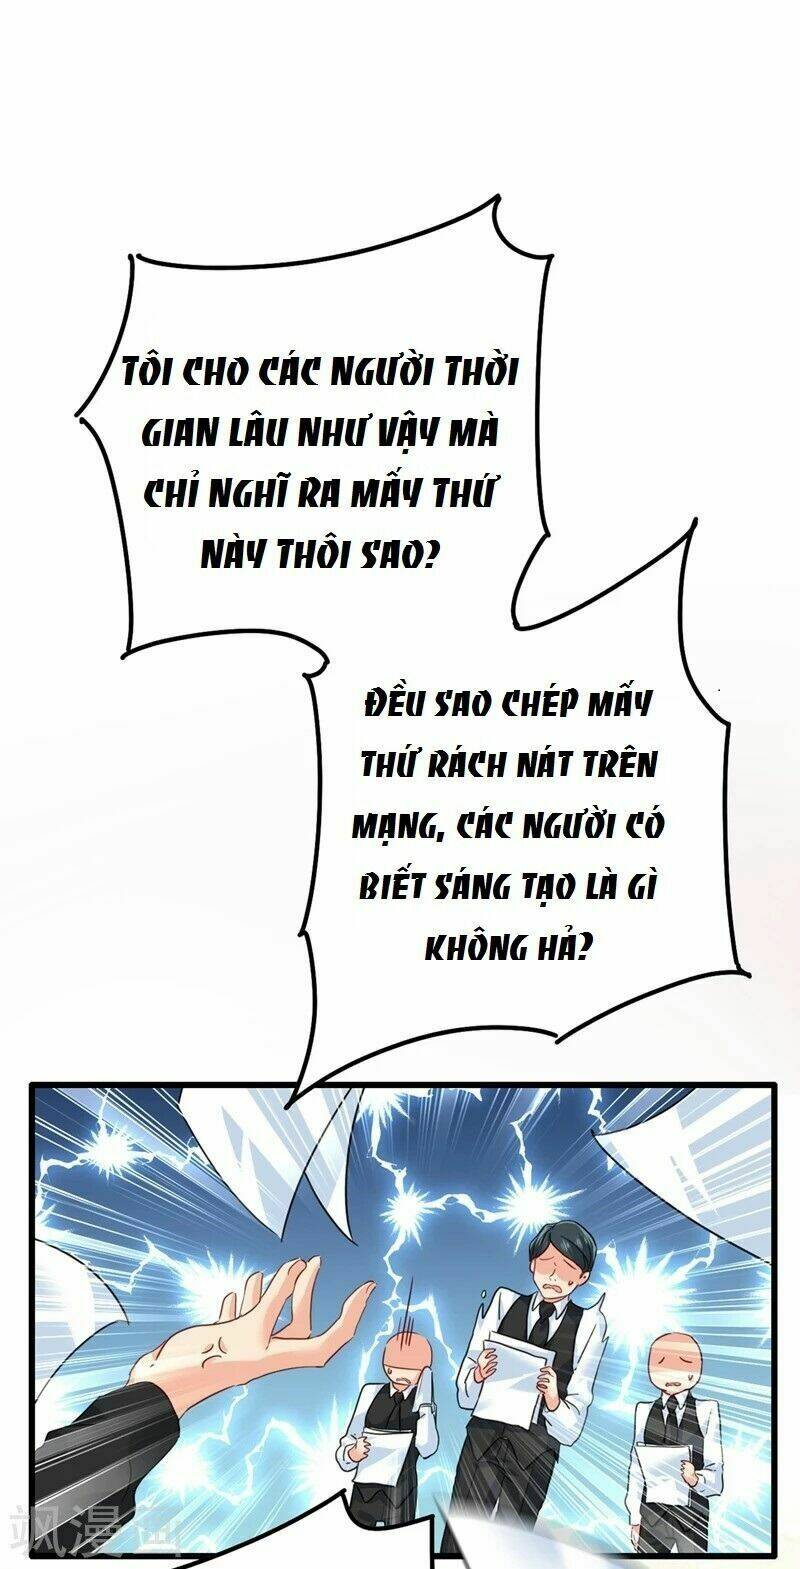 TÔI CHO CÁC NGƯỜI THỜI
GIAN LÂU NHƯ VẬY MÀ
CHỈ NGHĨ RA MẤY THỨ
NÀY THÔI SAO?
ĐỀU SAO CHÉP MẤY
THỨ RÁCH NÁT TRÊN
MẠNG, CÁC NGƯỜI CÓ
BIẾT SÁNG TẠO LÀ GÌ
KHÔNG HẢ?
飒漫画